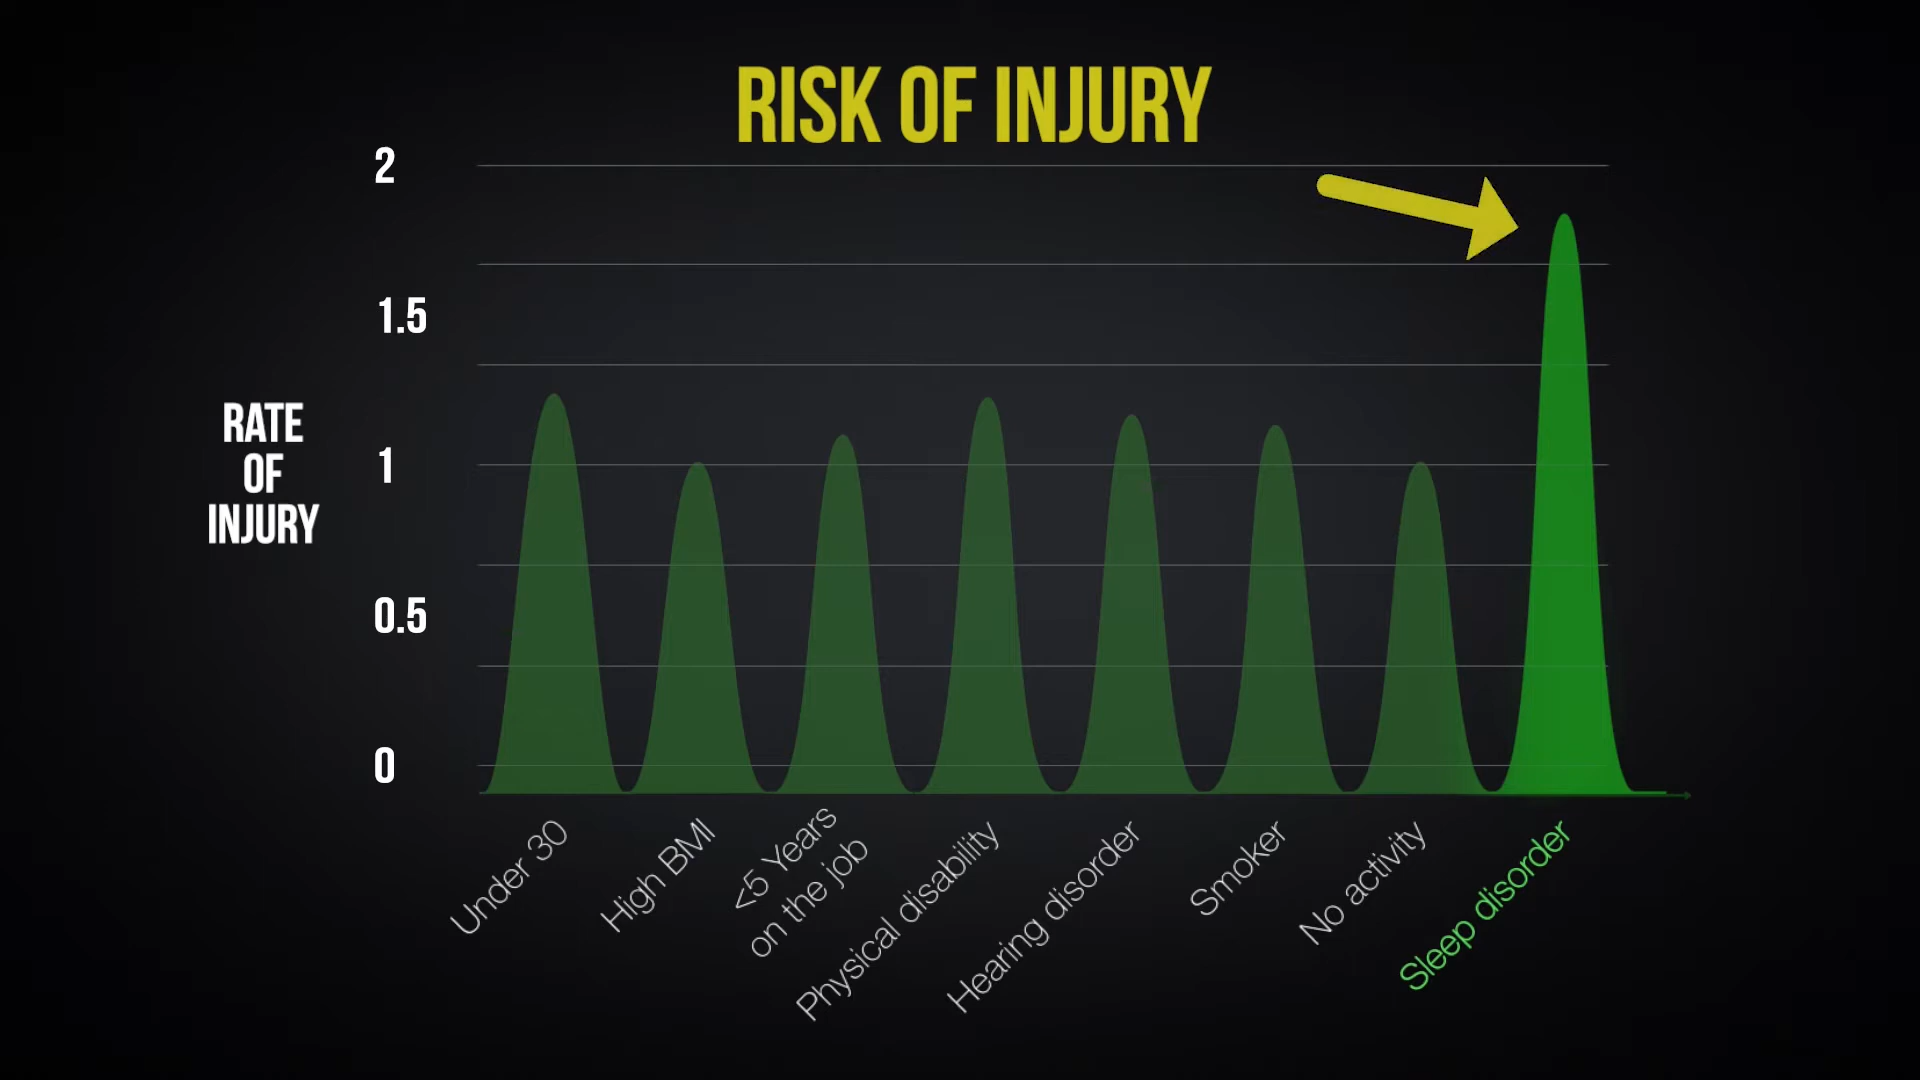 RISK OF INJURY
2
1.5
1
0.5
0
RATE
OF
INJURY
Under 30
High BMI
<5 Years
on the job
Physical disability
Hearing disorder
Smoker
No activity
Sleep disorder